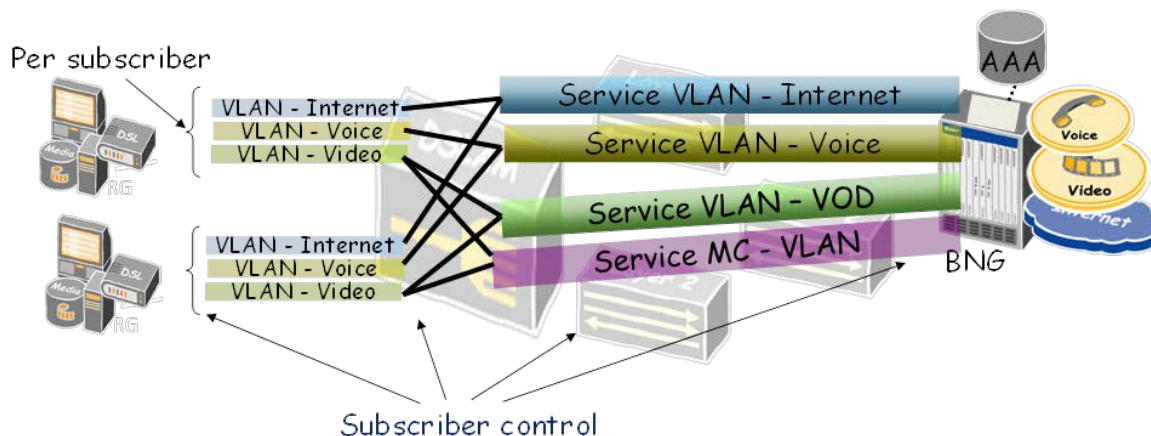 AAA
Per subscriber
VLAN - Internet
VLAN - Voice
VLAN - Video
DSL
Media
RG
Service VLAN - Internet
Service VLAN - Voice
Service VLAN – VOD
Service MC - VLAN
Voice
Video
Internet
BNG
VLAN - Internet
VLAN - Voice
VLAN - Video
DSL
Media
RG
Subscriber control